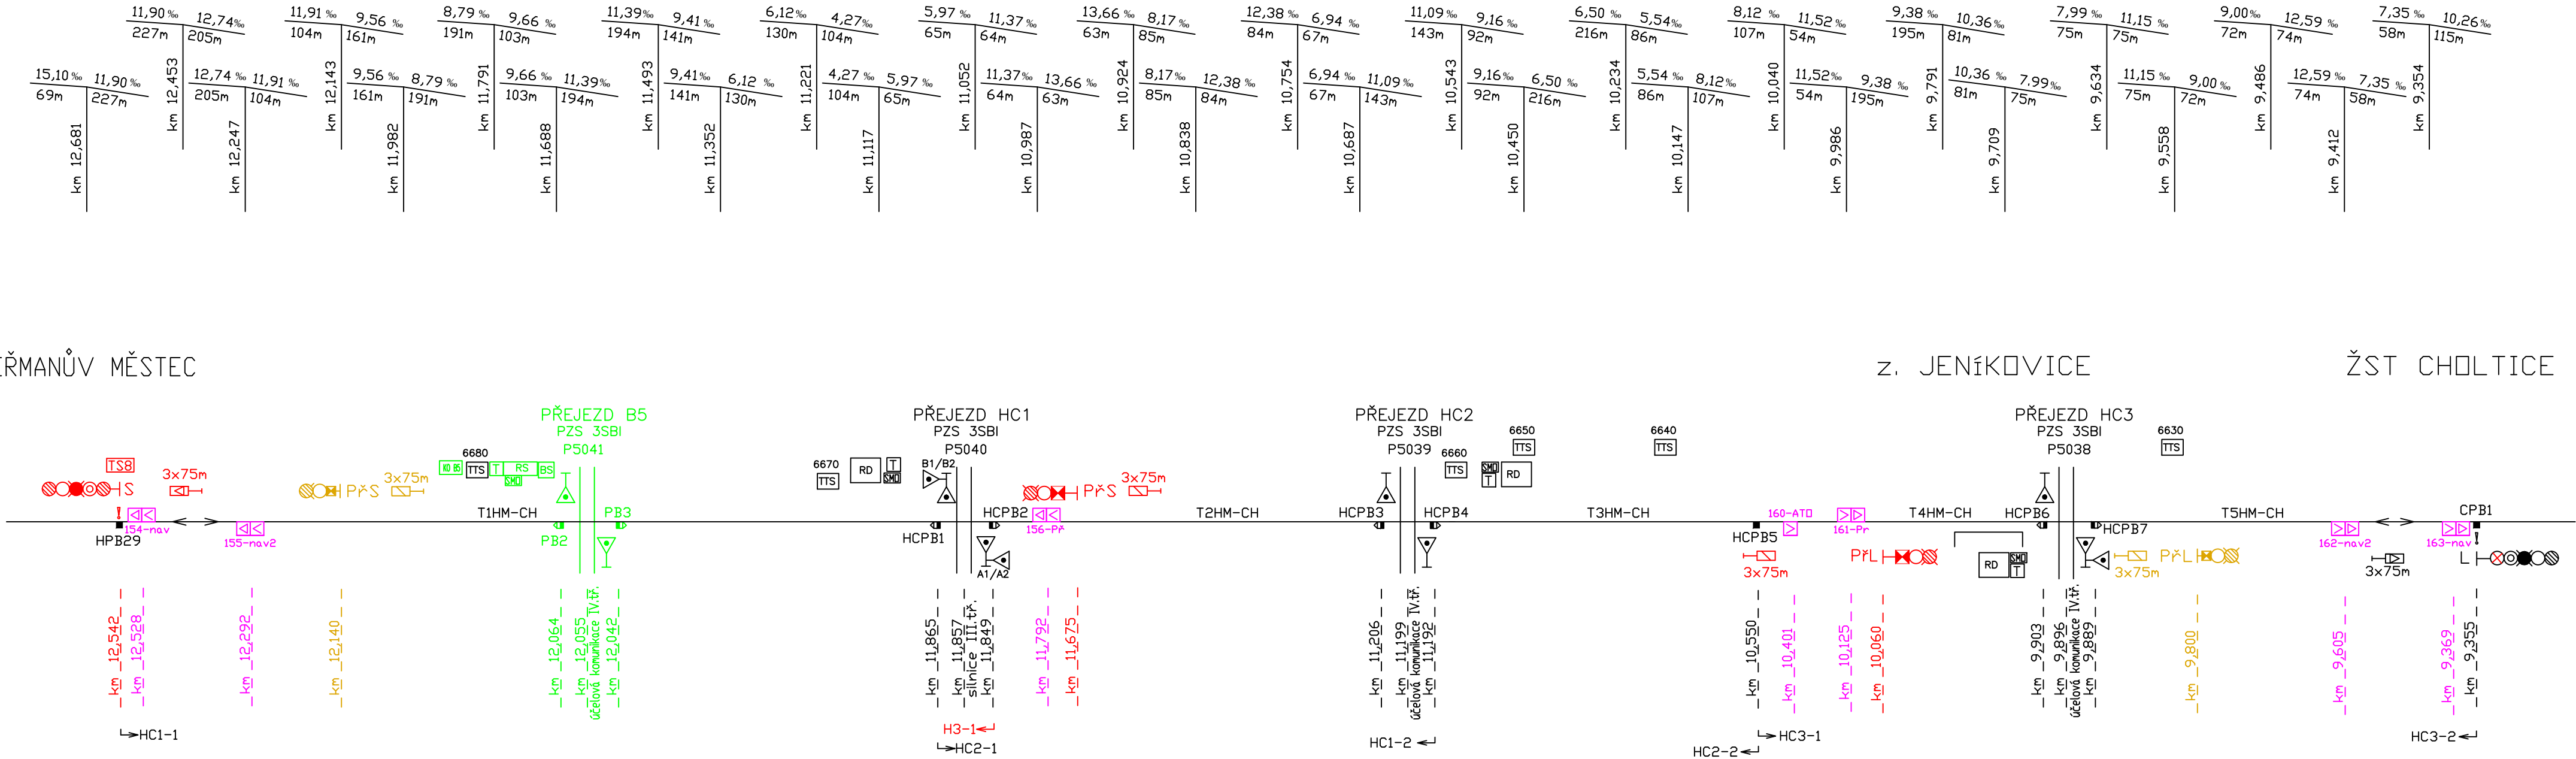 11,90 ‰ 12,74 ‰ 11,91 ‰ 9,56 ‰ 8,79 ‰ 9,66 ‰ 11,39 ‰ 9,41 ‰ 6,12 ‰ 4,27 ‰ 5,97 ‰ 11,37 ‰ 13,66 ‰ 8,17 ‰ 12,38 ‰ 6,94 ‰ 11,09 ‰ 9,16 ‰ 6,50 ‰ 5,54 ‰ 8,12 ‰ 11,52 ‰ 9,38 ‰ 10,36 ‰ 7,99 ‰ 11,15 ‰ 9,00 ‰ 12,59 ‰ 7,35 ‰ 10,26 ‰
227m 205m 104m 161m 191m 103m 194m 141m 130m 104m 65m 64m 63m 85m 84m 67m 143m 92m 216m 86m 107m 54m 195m 81m 75m 75m 72m 74m 58m 115m
km 12,453 km 12,143 km 11,791 km 11,493 km 11,221 km 11,052 km 10,924 km 10,754 km 10,543 km 10,234 km 10,040 km 9,791 km 9,634 km 9,486 km 9,354
15,10 ‰ 11,90 ‰ 12,74 ‰ 11,91 ‰ 9,56 ‰ 8,79 ‰ 9,66 ‰ 11,39 ‰ 9,41 ‰ 6,12 ‰ 4,27 ‰ 5,97 ‰ 11,37 ‰ 13,66 ‰ 8,17 ‰ 12,38 ‰ 6,94 ‰ 11,09 ‰ 9,16 ‰ 6,50 ‰ 5,54 ‰ 8,12 ‰ 11,52 ‰ 9,38 ‰ 10,36 ‰ 7,99 ‰ 11,15 ‰ 9,00 ‰ 12,59 ‰ 7,35 ‰
69m 227m 205m 104m 161m 191m 103m 194m 141m 130m 104m 65m 64m 63m 85m 84m 67m 143m 92m 216m 86m 107m 54m 195m 81m 75m 75m 72m 74m 58m
km 12,681 km 12,247 km 11,982 km 11,688 km 11,352 km 11,117 km 10,987 km 10,838 km 10,687 km 10,450 km 10,147 km 9,986 km 9,709 km 9,558 km 9,412
EŘMANŮV MĚSTEC z. JENíKOVICE ŽST CHOLTICE
PŘEJEZD B5 PŘEJEZD HC1 PŘEJEZD HC2 PŘEJEZD HC3
PZS 3SBI PZS 3SBI PZS 3SBI PZS 3SBI
P5041 P5040 P5039 P5038
6680 6670 6660 6650 6640 6630
TS8 3x75m 3x75m KO B5 TTS T RS BS SMO TTS RD T SMO B1/B2 3x75m TTS SMO T RD TTS TTS TTS
S PřS PřS
154-nav 155-nav2 T1HM-CH PB3 HCPB2 156-Př T2HM-CH HCPB3 HCPB4 T3HM-CH 160-ATO 161-Pr T4HM-CH HCPB6 HCPB7 T5HM-CH 162-nav2 163-nav CPB1
HPB29 PB2 HCPB1 HCPB5
A1/A2 3x75m PřL RD SMO T 3x75m PřL 3x75m L
km 12,542 km 12,528 km 12,292 km 12,140 km 12,064 km 12,055 účelová komunikace IV.tř. km 12,042 km 11,865 km 11,857 silnice III.tř. km 11,849 km 11,792 km 11,675 km 11,206 km 11,199 účelová komunikace IV.tř. km 11,192 km 10,550 km 10,401 km 10,125 km 10,060 km 9,903 km 9,896 účelová komunikace IV.tř. km 9,889 km 9,800 km 9,605 km 9,369 km 9,355
HC1-1 H3-1 HC1-2 HC3-1 HC3-2
HC2-1 HC2-2